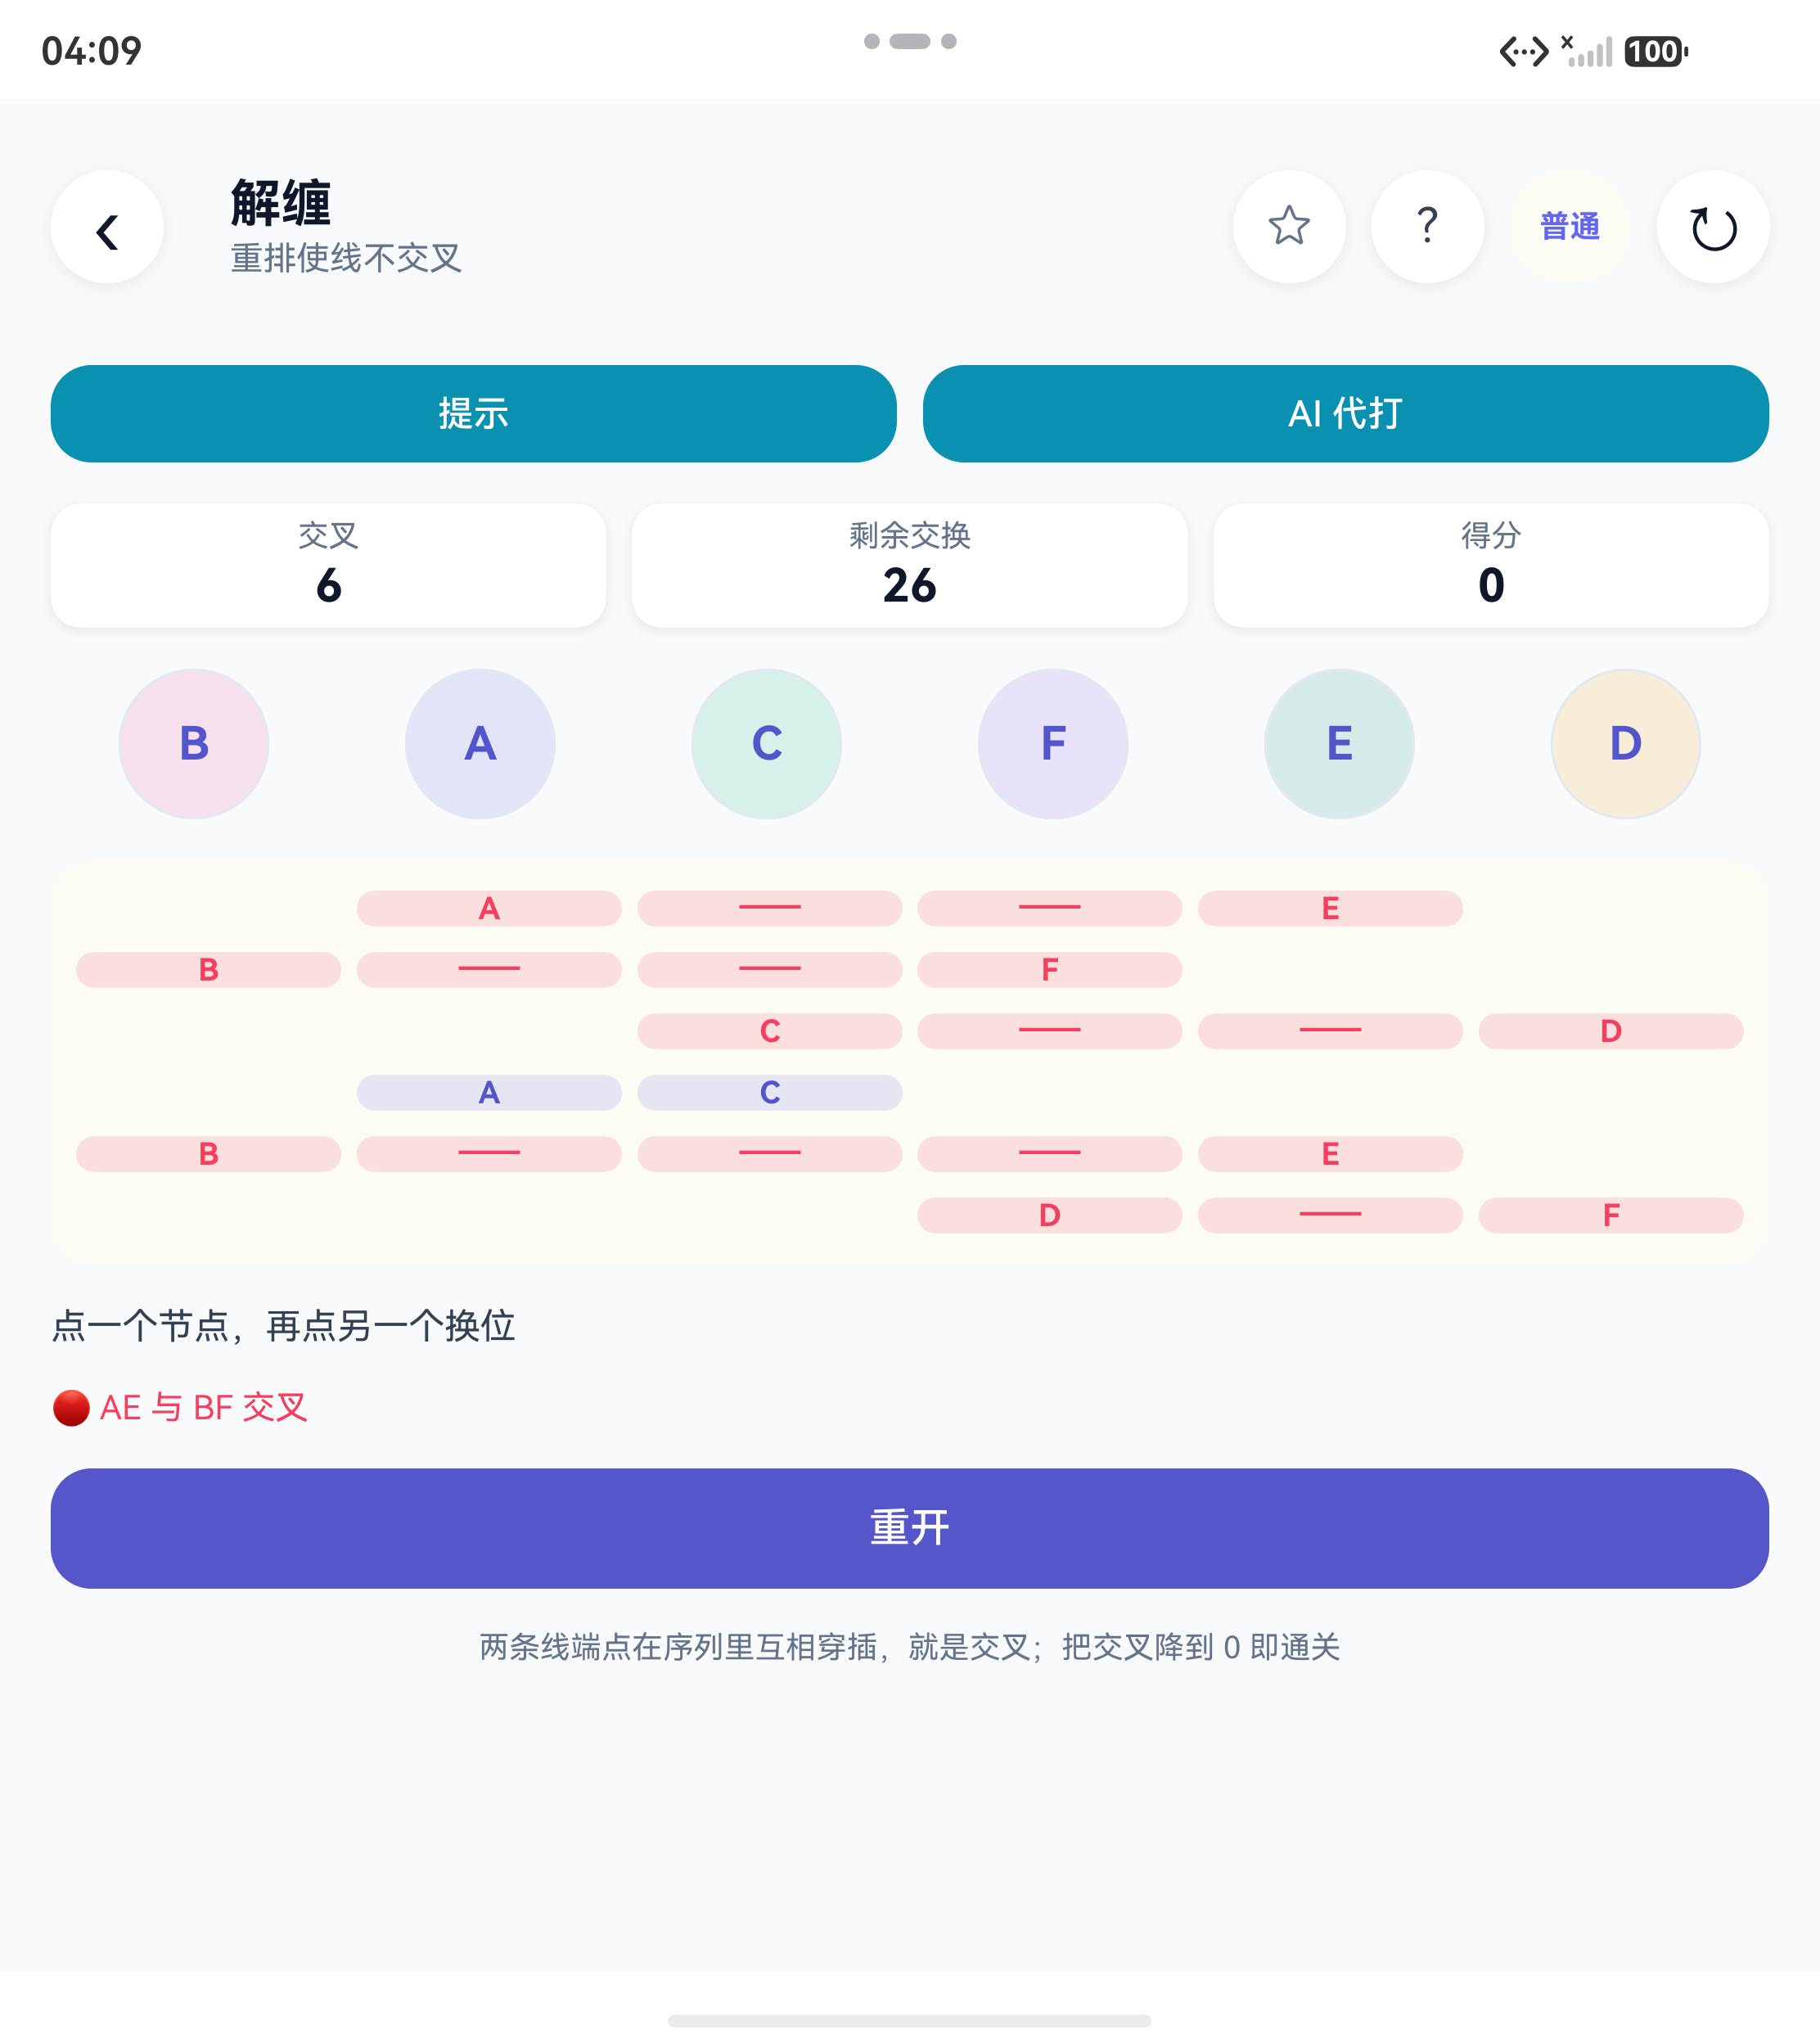 04:09
100
解缠
重排使线不交叉
?
普通
提示
AI 代打
交叉
6
剩余交换
26
得分
0
B A C F E D
A — — E
B — — F
C — — D
A C
B — — — E
D — F
点一个节点，再点另一个换位
AE 与 BF 交叉
重开
两条线端点在序列里互相穿插，就是交叉；把交叉降到 0 即通关